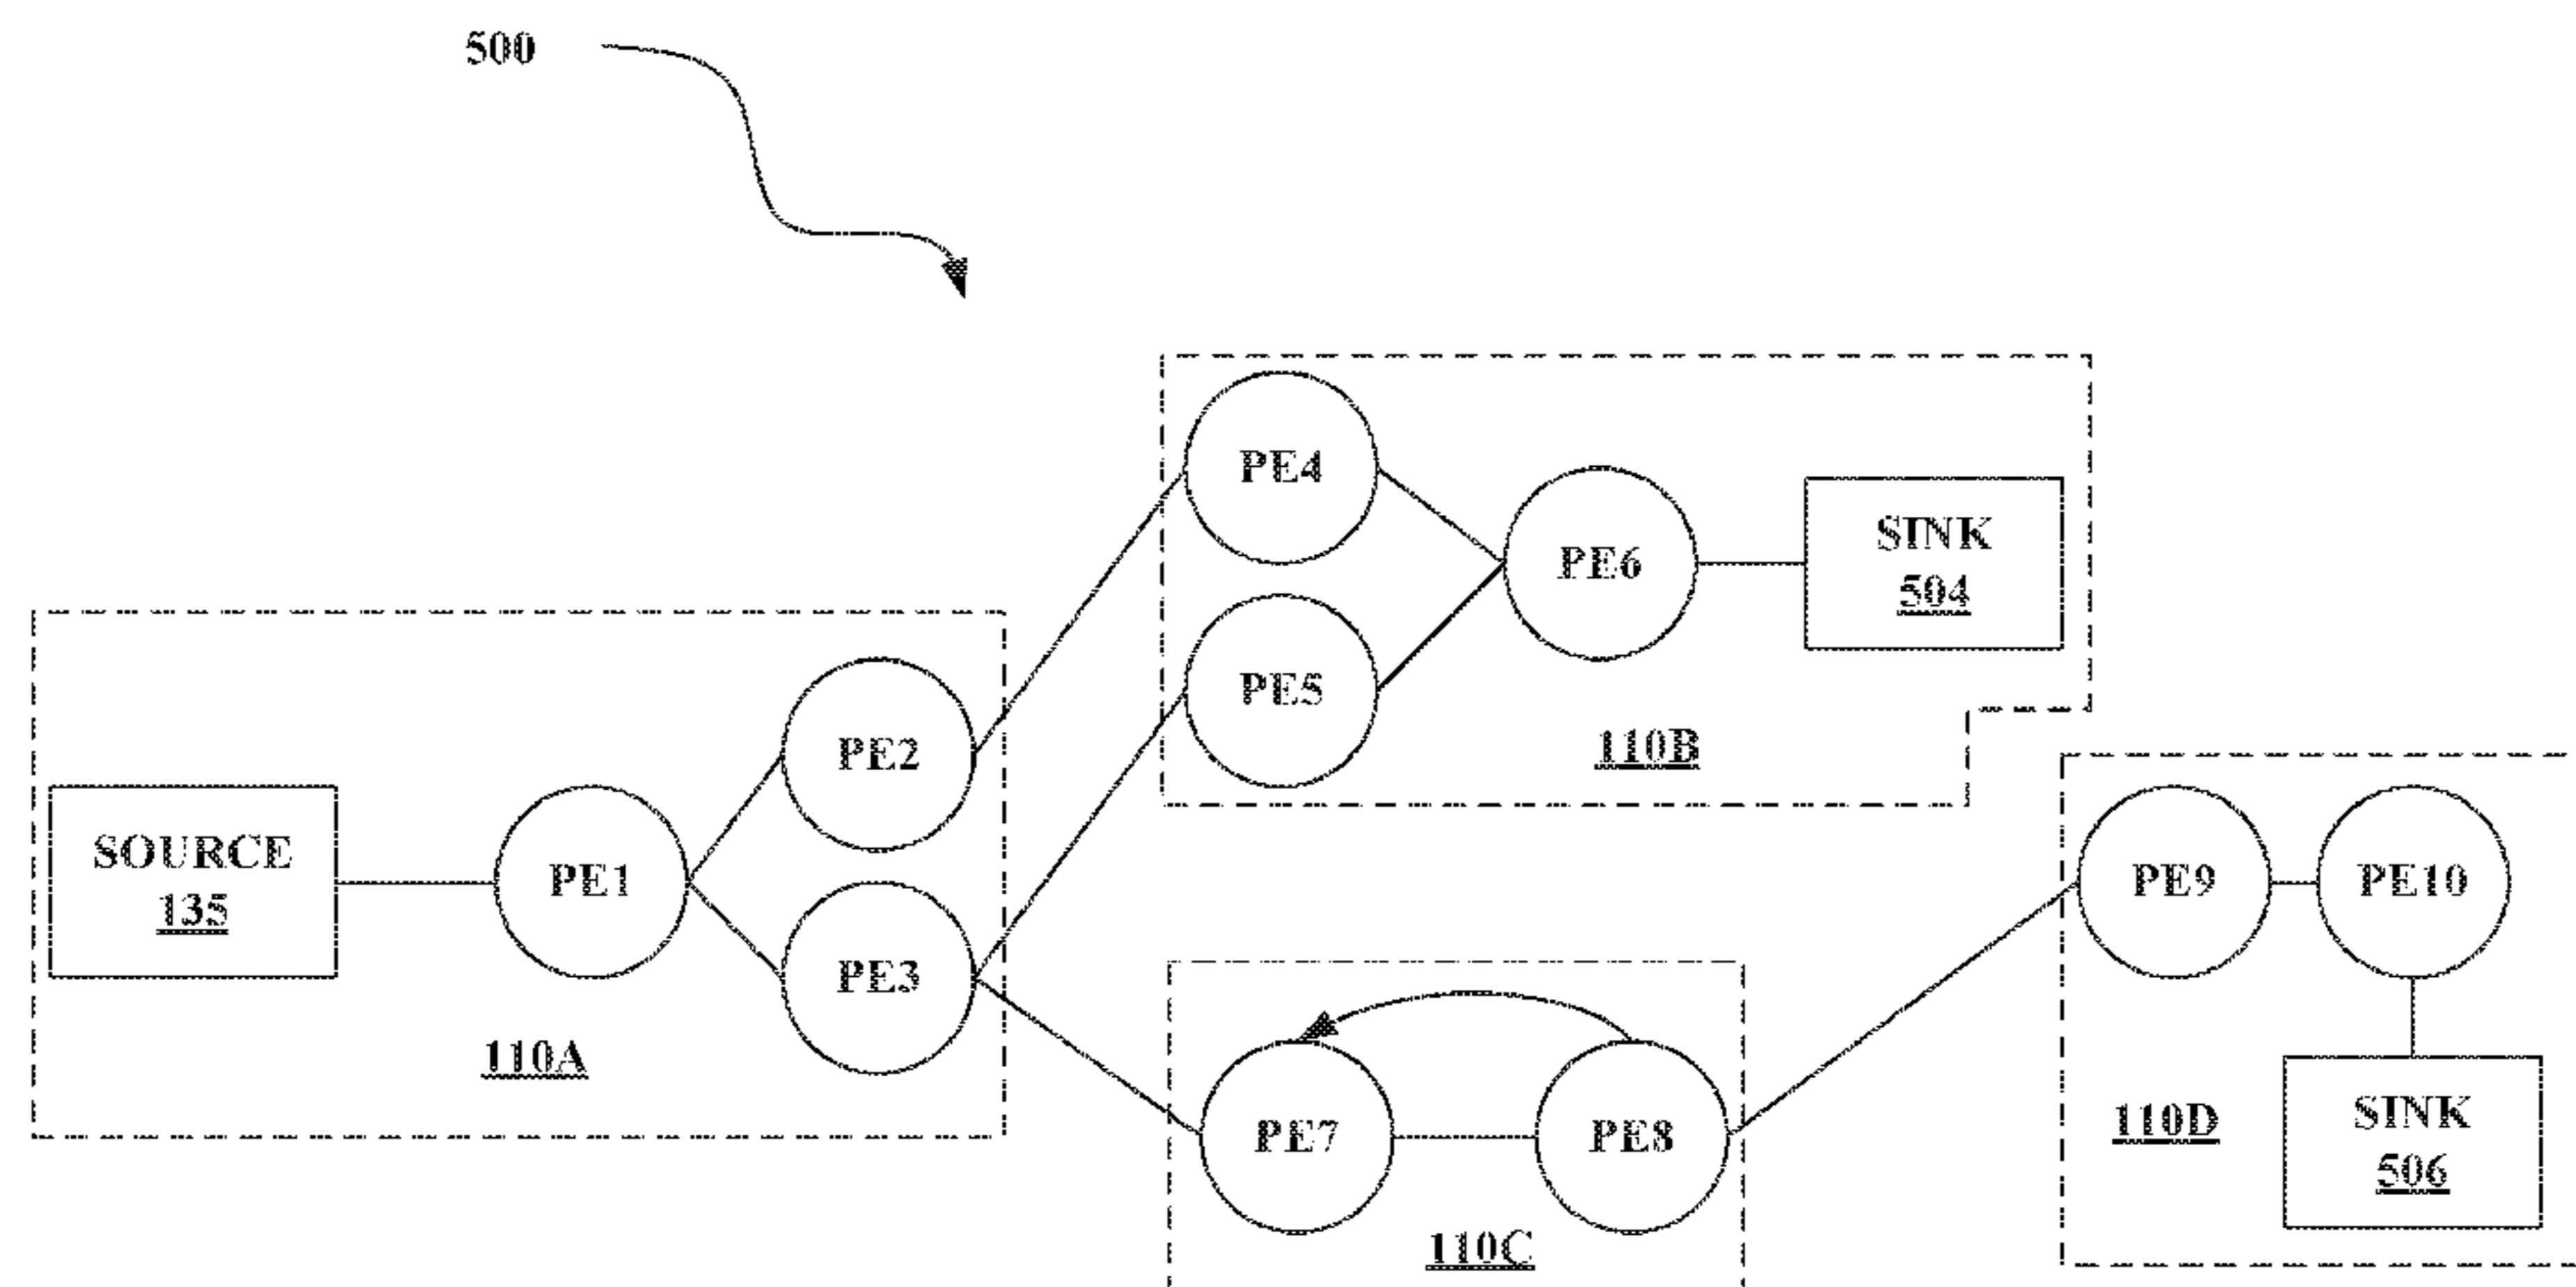 500
PE4
PE6
SINK
504
PE5
110B
PE2
SOURCE
135
PE1
PE3
110A
PE9
PE10
PE7
PE8
110C
110D
SINK
506